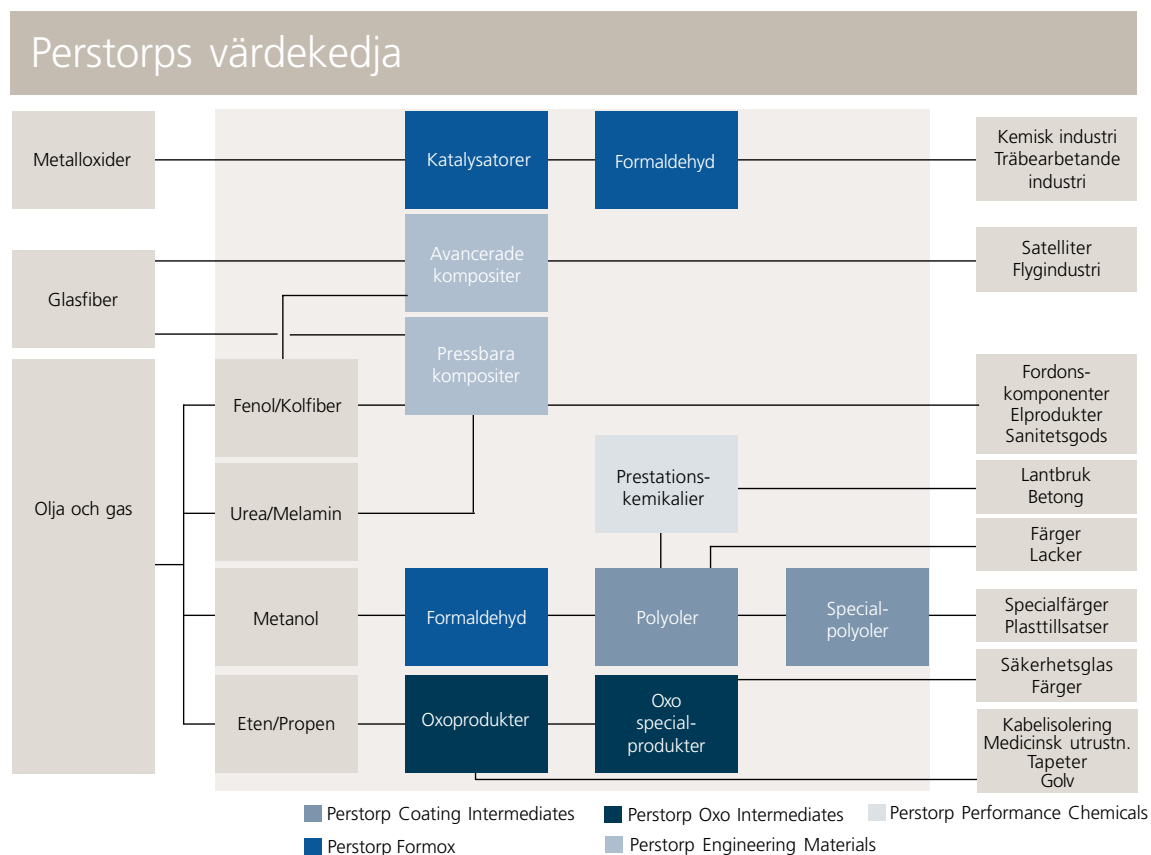 Perstorps värdekedja
Metalloxider
Katalysatorer
Formaldehyd
Kemisk industri
Träbearbetande
industri
Glasfiber
Avancerade
kompositer
Satelliter
Flygindustri
Pressbara
kompositer
Olja och gas
Fenol/Kolfiber
Fordons-
komponenter
Elprodukter
Sanitetsgods
Urea/Melamin
Prestations-
kemikalier
Lantbruk
Betong
Färger
Lacker
Metanol
Formaldehyd
Polyoler
Special-
polyoler
Specialfärger
Plasttillsatser
Eten/Propen
Oxoprodukter
Oxo
special-
produkter
Säkerhetsglas
Färger
Kabelisolering
Medicinsk utrustn.
Tapeter
Golv
Perstorp Coating Intermediates
Perstorp Oxo Intermediates
Perstorp Performance Chemicals
Perstorp Formox
Perstorp Engineering Materials